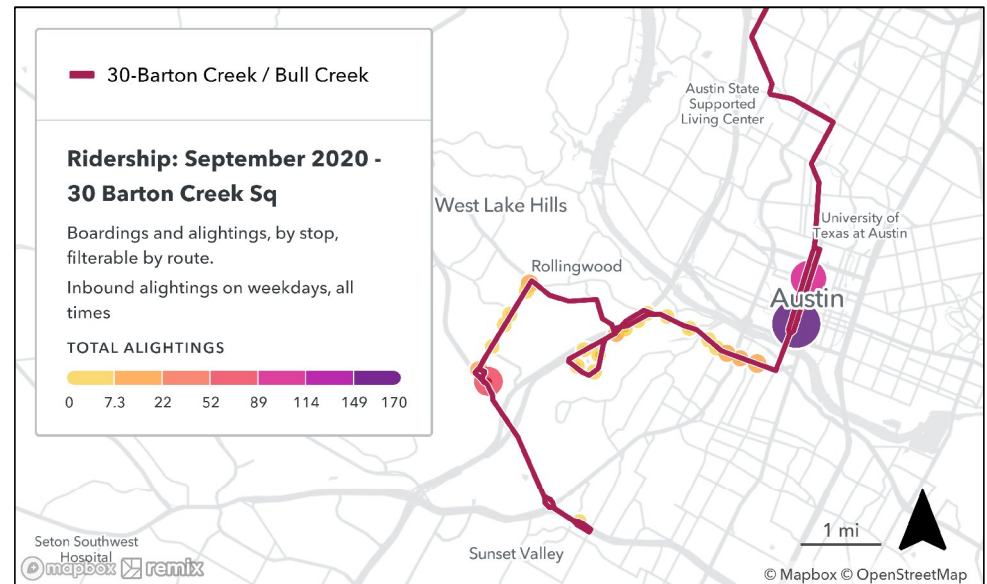 30-Barton Creek / Bull Creek
Ridership: September 2020 -
30 Barton Creek Sq
Boardings and alightings, by stop,
filterable by route.
Inbound alightings on weekdays, all
times
TOTAL ALIGHTINGS
0 7.3 22 52 89 114 149 170
Austin State
Supported
Living Center
West Lake Hills
University of
Texas at Austin
Rollingwood
Austin
Sunset Valley
Seton Southwest
Hospital
mapbox remix
1 mi
© Mapbox © OpenStreetMap